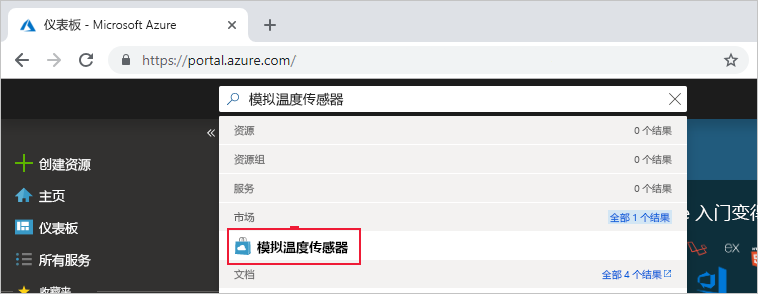 仪表板 - Microsoft Azure
https://portal.azure.com/
模拟温度传感器
资源 0 个结果
资源组 0 个结果
服务 0 个结果
市场 全部 1 个结果
模拟温度传感器
文档 全部 4 个结果
创建资源
主页
仪表板
所有服务
收藏夹
e 入门变得
ex